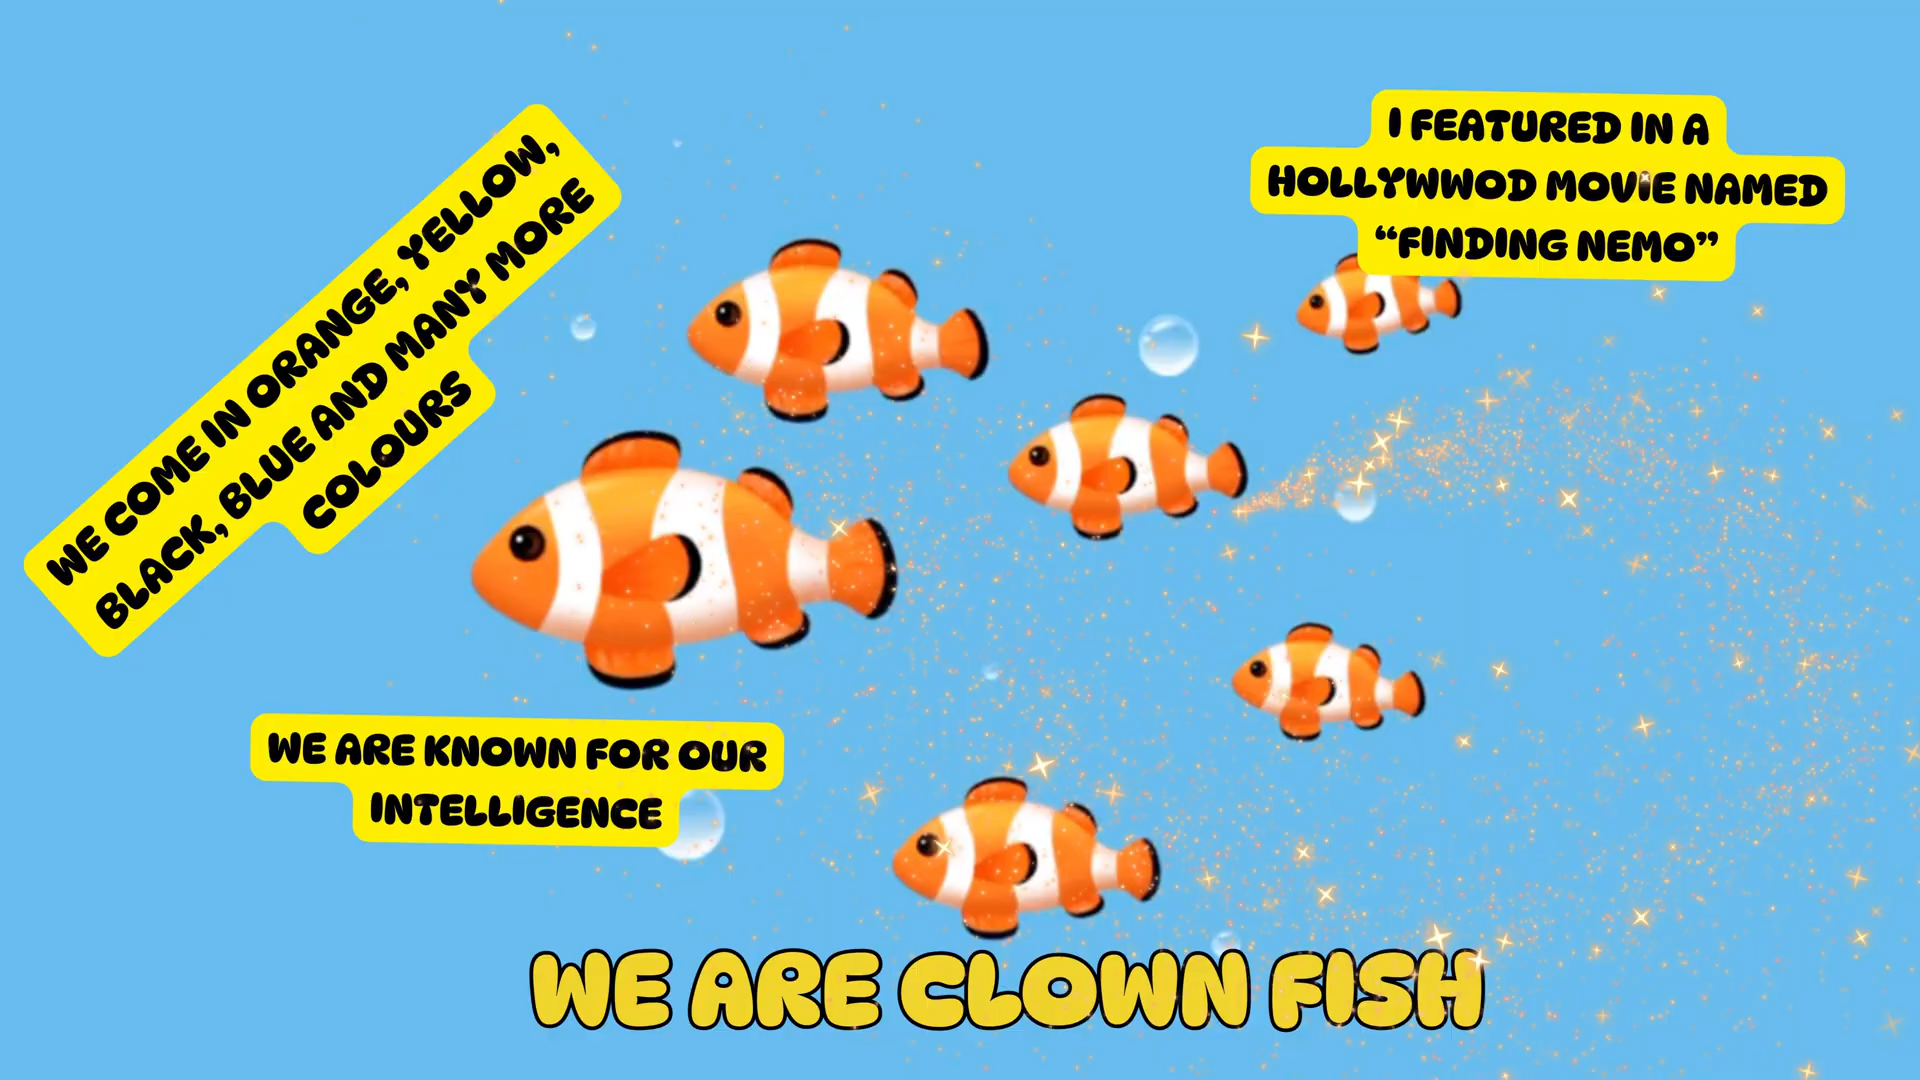 WE COME IN ORANGE, YELLOW,
BLACK, BLUE AND MANY MORE
COLOURS
I FEATURED IN A
HOLLYWWOD MOVIE NAMED
“FINDING NEMO”
WE ARE KNOWN FOR OUR
INTELLIGENCE
WE ARE CLOWN FISH